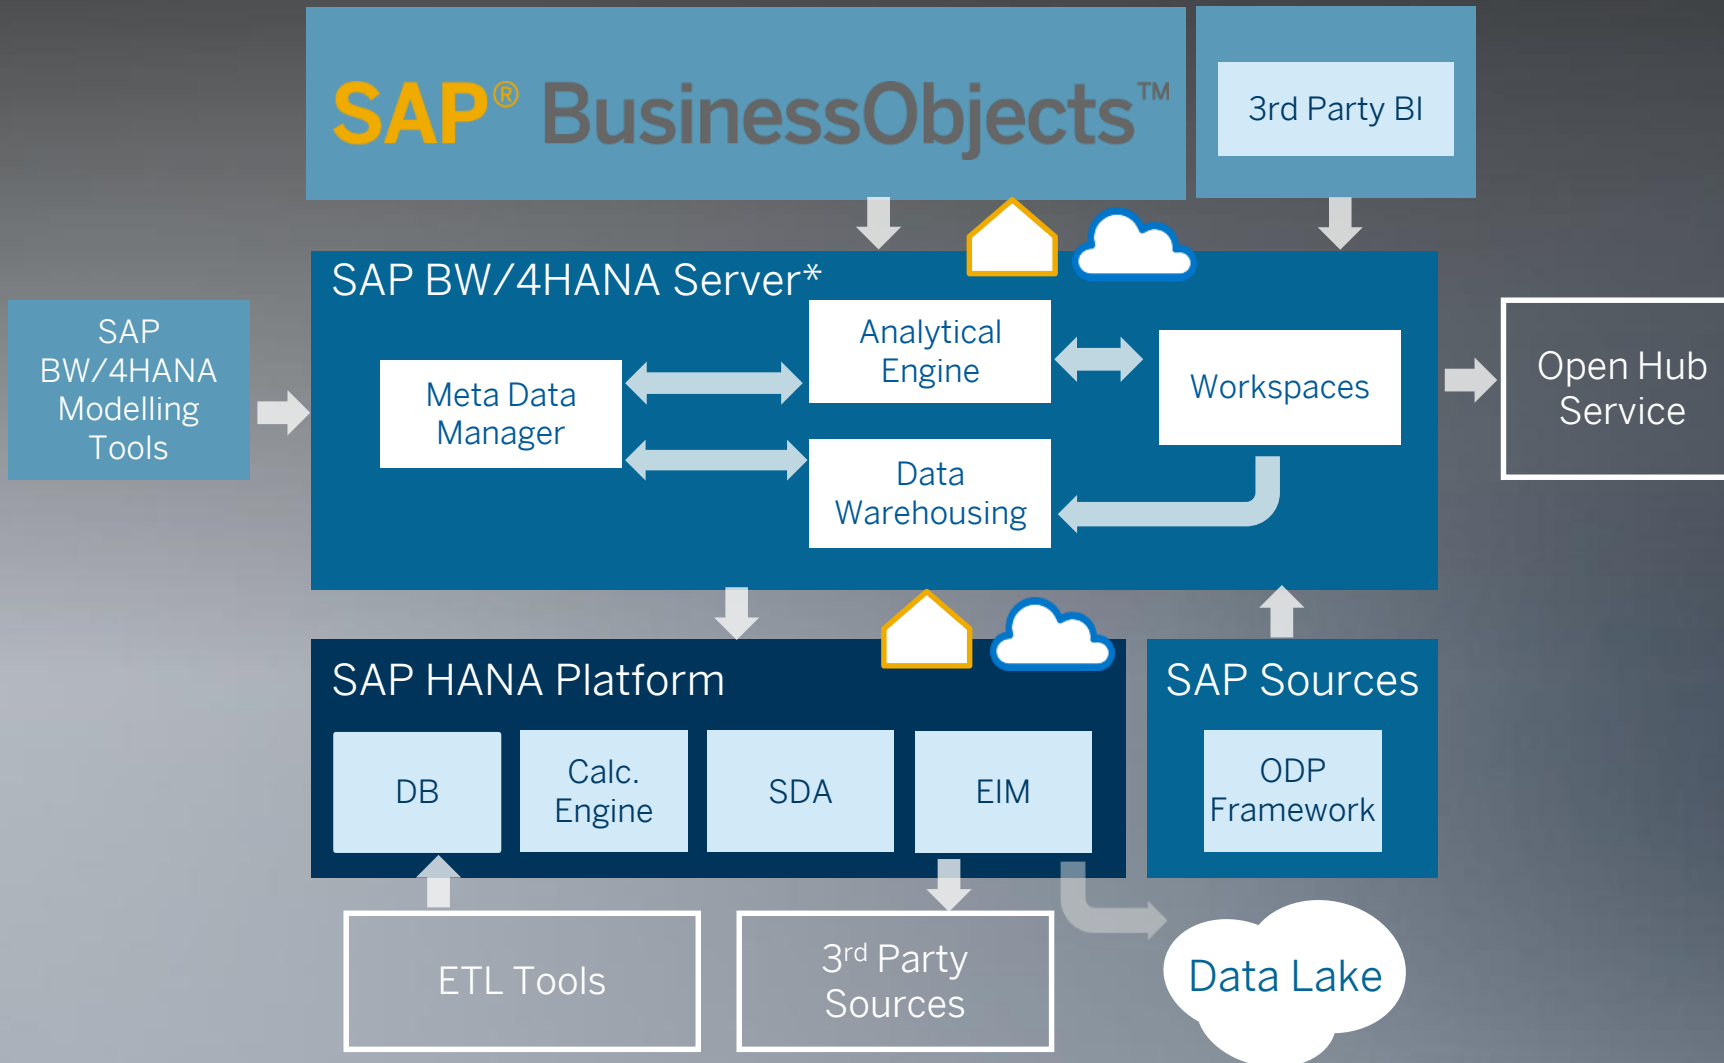 SAP® BusinessObjects™
3rd Party BI
SAP BW/4HANA Server*
SAP
BW/4HANA
Modelling
Tools
Meta Data
Manager
Analytical
Engine
Workspaces
Data
Warehousing
Open Hub
Service
SAP HANA Platform
DB
Calc.
Engine
SDA
EIM
SAP Sources
ODP
Framework
ETL Tools
3rd Party
Sources
Data Lake